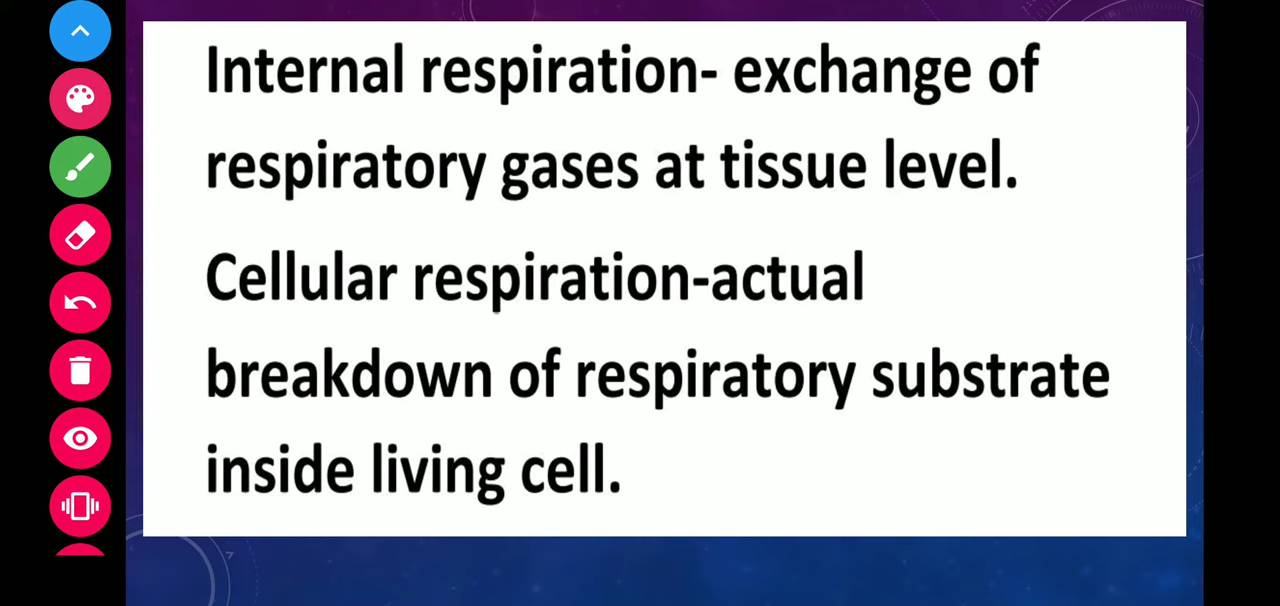 Internal respiration- exchange of
respiratory gases at tissue level.
Cellular respiration-actual
breakdown of respiratory substrate
inside living cell.